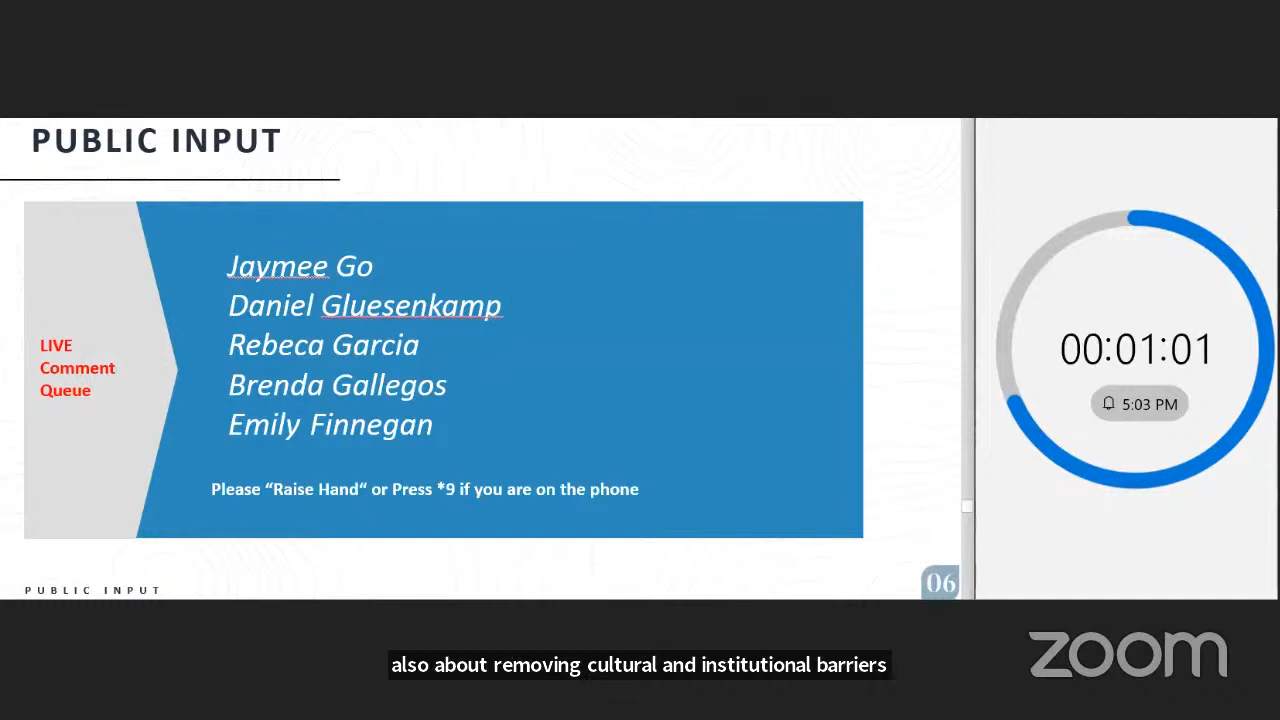 PUBLIC INPUT
LIVE
Comment
Queue
Jaymee Go
Daniel Gluesenkamp
Rebeca Garcia
Brenda Gallegos
Emily Finnegan
Please “Raise Hand“ or Press *9 if you are on the phone
PUBLIC INPUT
06
00:01:01
5:03 PM
also about removing cultural and institutional barriers
zoom